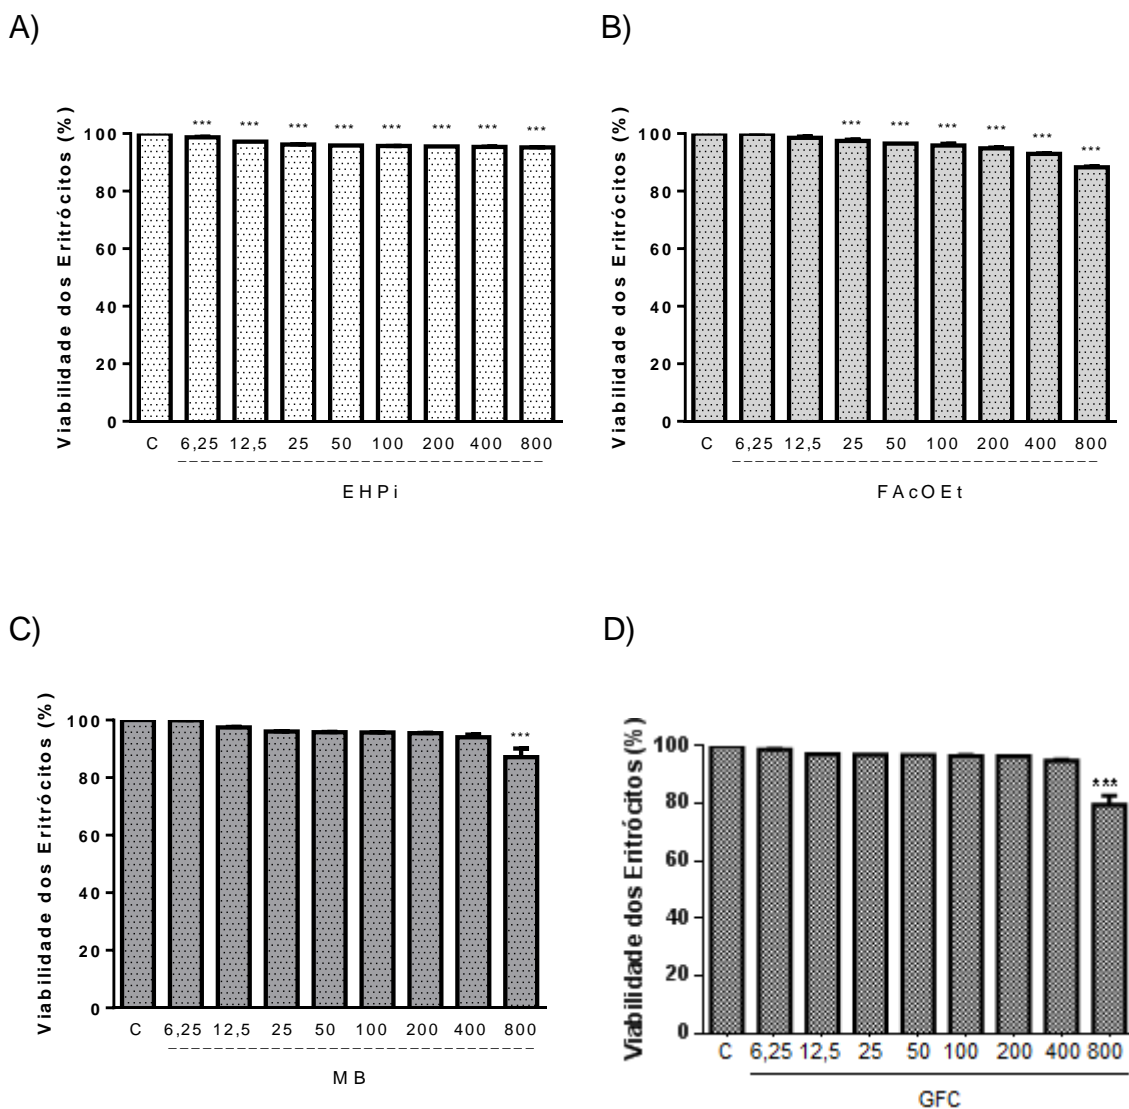 A)
Viabilidade dos Eritrócitos (%)
100
80
60
40
20
0
*** *** *** *** *** *** *** ***
C 6,25 12,5 25 50 100 200 400 800
EHPi
B)
Viabilidade dos Eritrócitos (%)
100
80
60
40
20
0
*** *** *** *** *** ***
C 6,25 12,5 25 50 100 200 400 800
FAcOEt
C)
Viabilidade dos Eritrócitos (%)
100
80
60
40
20
0
***
C 6,25 12,5 25 50 100 200 400 800
MB
D)
Viabilidade dos Eritrócitos (%)
100
80
60
40
20
0
***
C 6,25 12,5 25 50 100 200 400 800
GFC